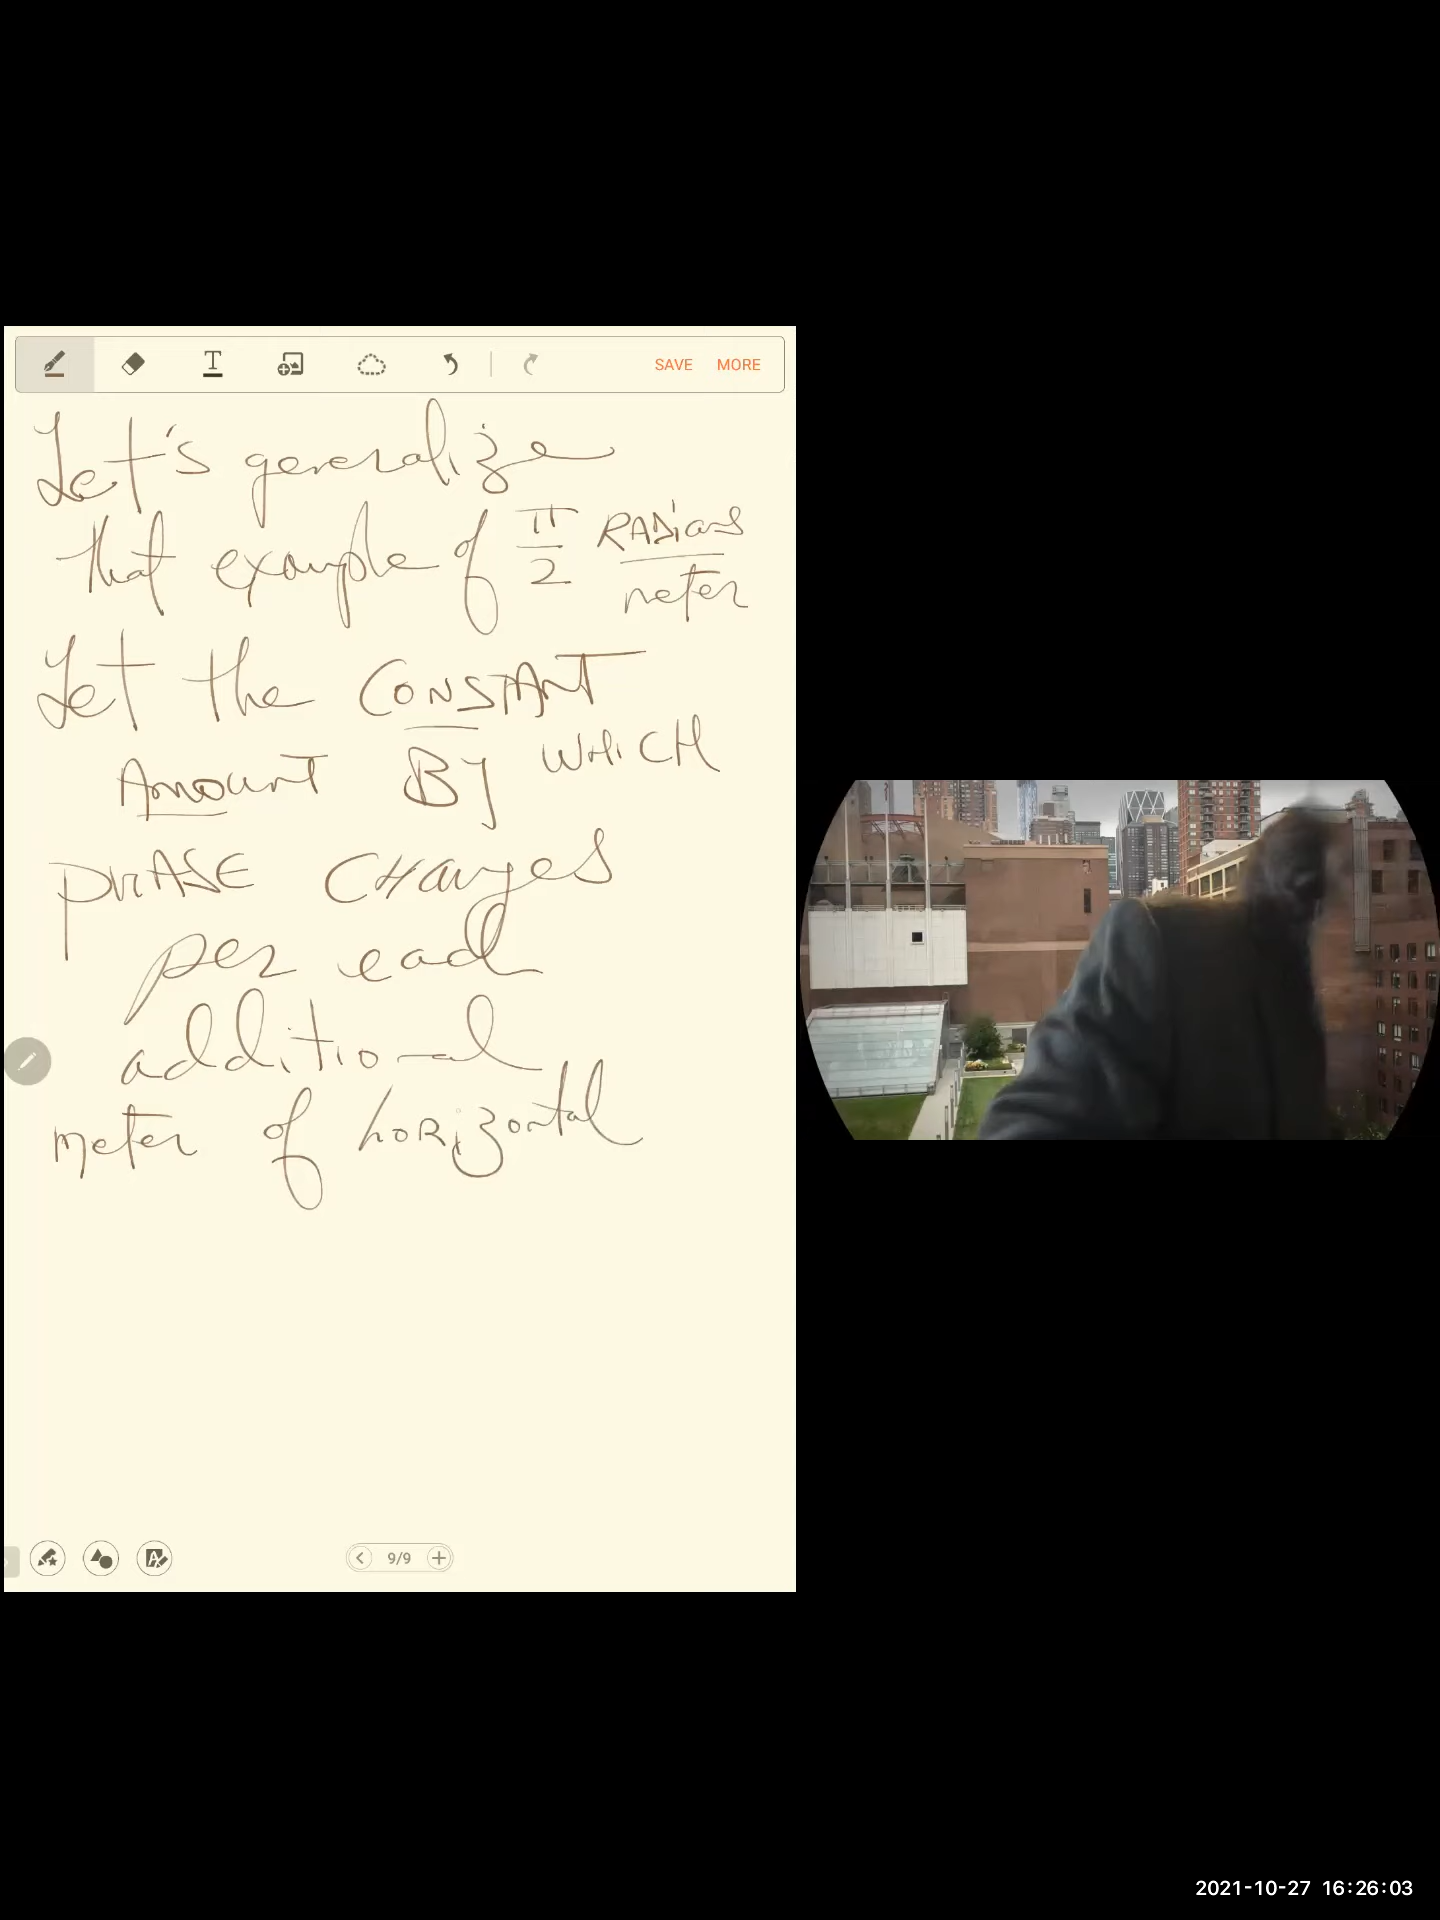 T
SAVE MORE
Let's generalize
that example of π/2 RADians/meter
Let the CONSTANT
AMOUNT BY WHICH
PHASE CHanges
per each
additional
meter of hoRizontal
A
9/9
2021-10-27 16:26:03